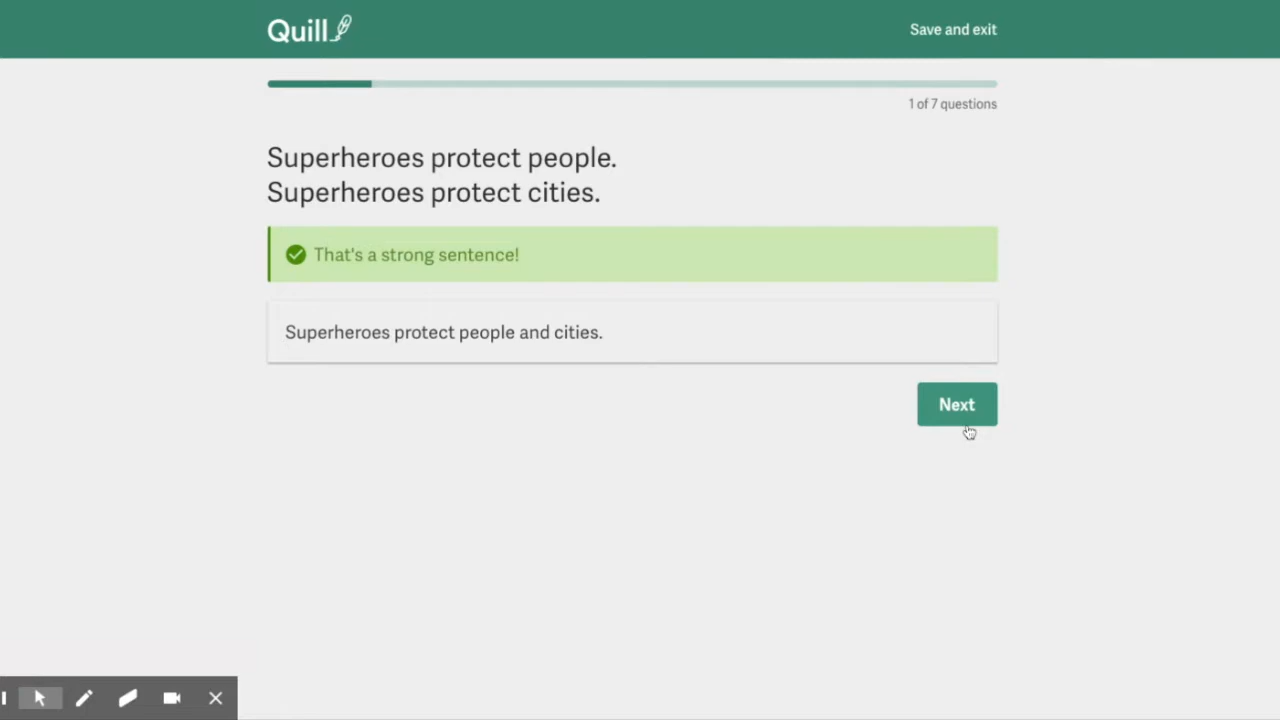 Quill
Save and exit
1 of 7 questions
Superheroes protect people.
Superheroes protect cities.
That's a strong sentence!
Superheroes protect people and cities.
Next